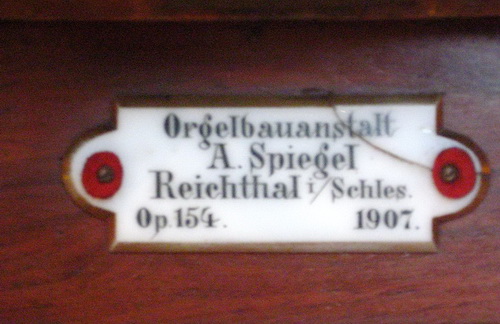 Orgelbauanstalt
A. Spiegel
Reichthal i/Schles.
Op. 154. 1907.